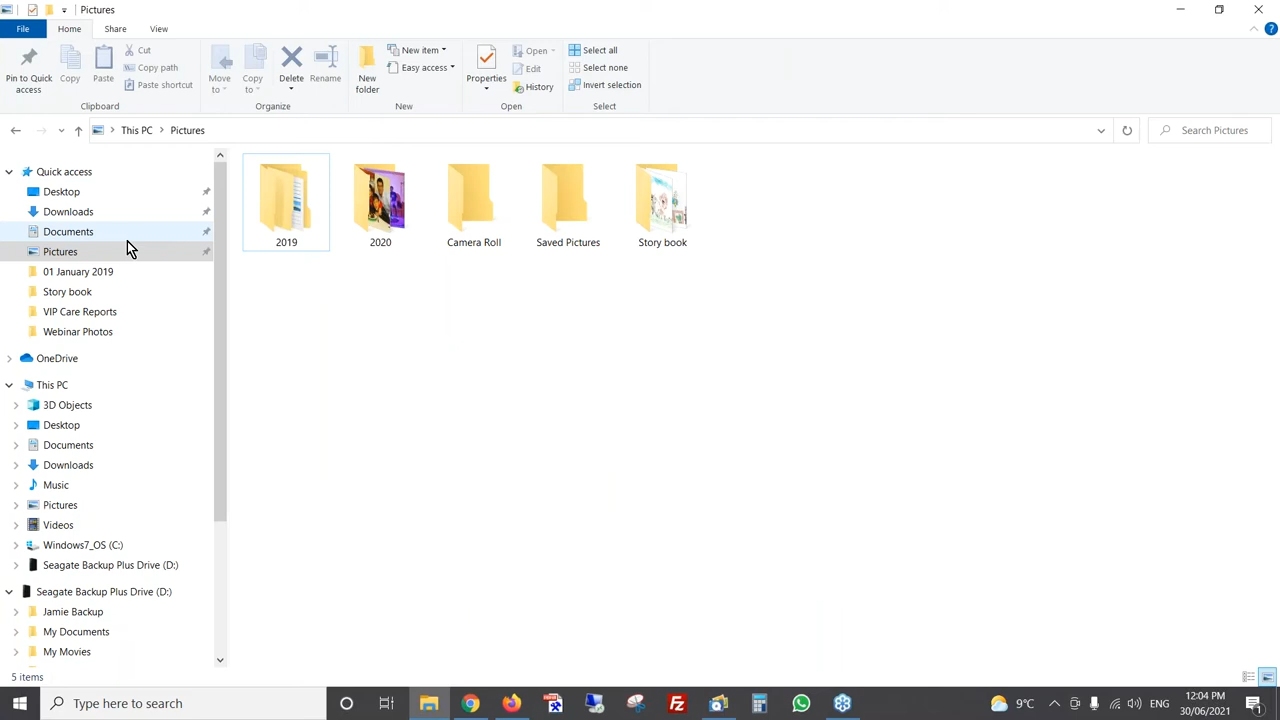 Pictures
File Home Share View
Pin to Quick access
Copy
Paste
Cut
Copy path
Paste shortcut
Clipboard
Move to
Copy to
Delete
Rename
Organize
New folder
New item
Easy access
New
Properties
Open
Edit
History
Open
Select all
Select none
Invert selection
Select
This PC > Pictures
Search Pictures
Quick access
Desktop
Downloads
Documents
Pictures
01 January 2019
Story book
VIP Care Reports
Webinar Photos
OneDrive
This PC
3D Objects
Desktop
Documents
Downloads
Music
Pictures
Videos
Windows7_OS (C:)
Seagate Backup Plus Drive (D:)
Seagate Backup Plus Drive (D:)
Jamie Backup
My Documents
My Movies
2019
2020
Camera Roll
Saved Pictures
Story book
5 items
Type here to search
9°C
ENG
12:04 PM
30/06/2021